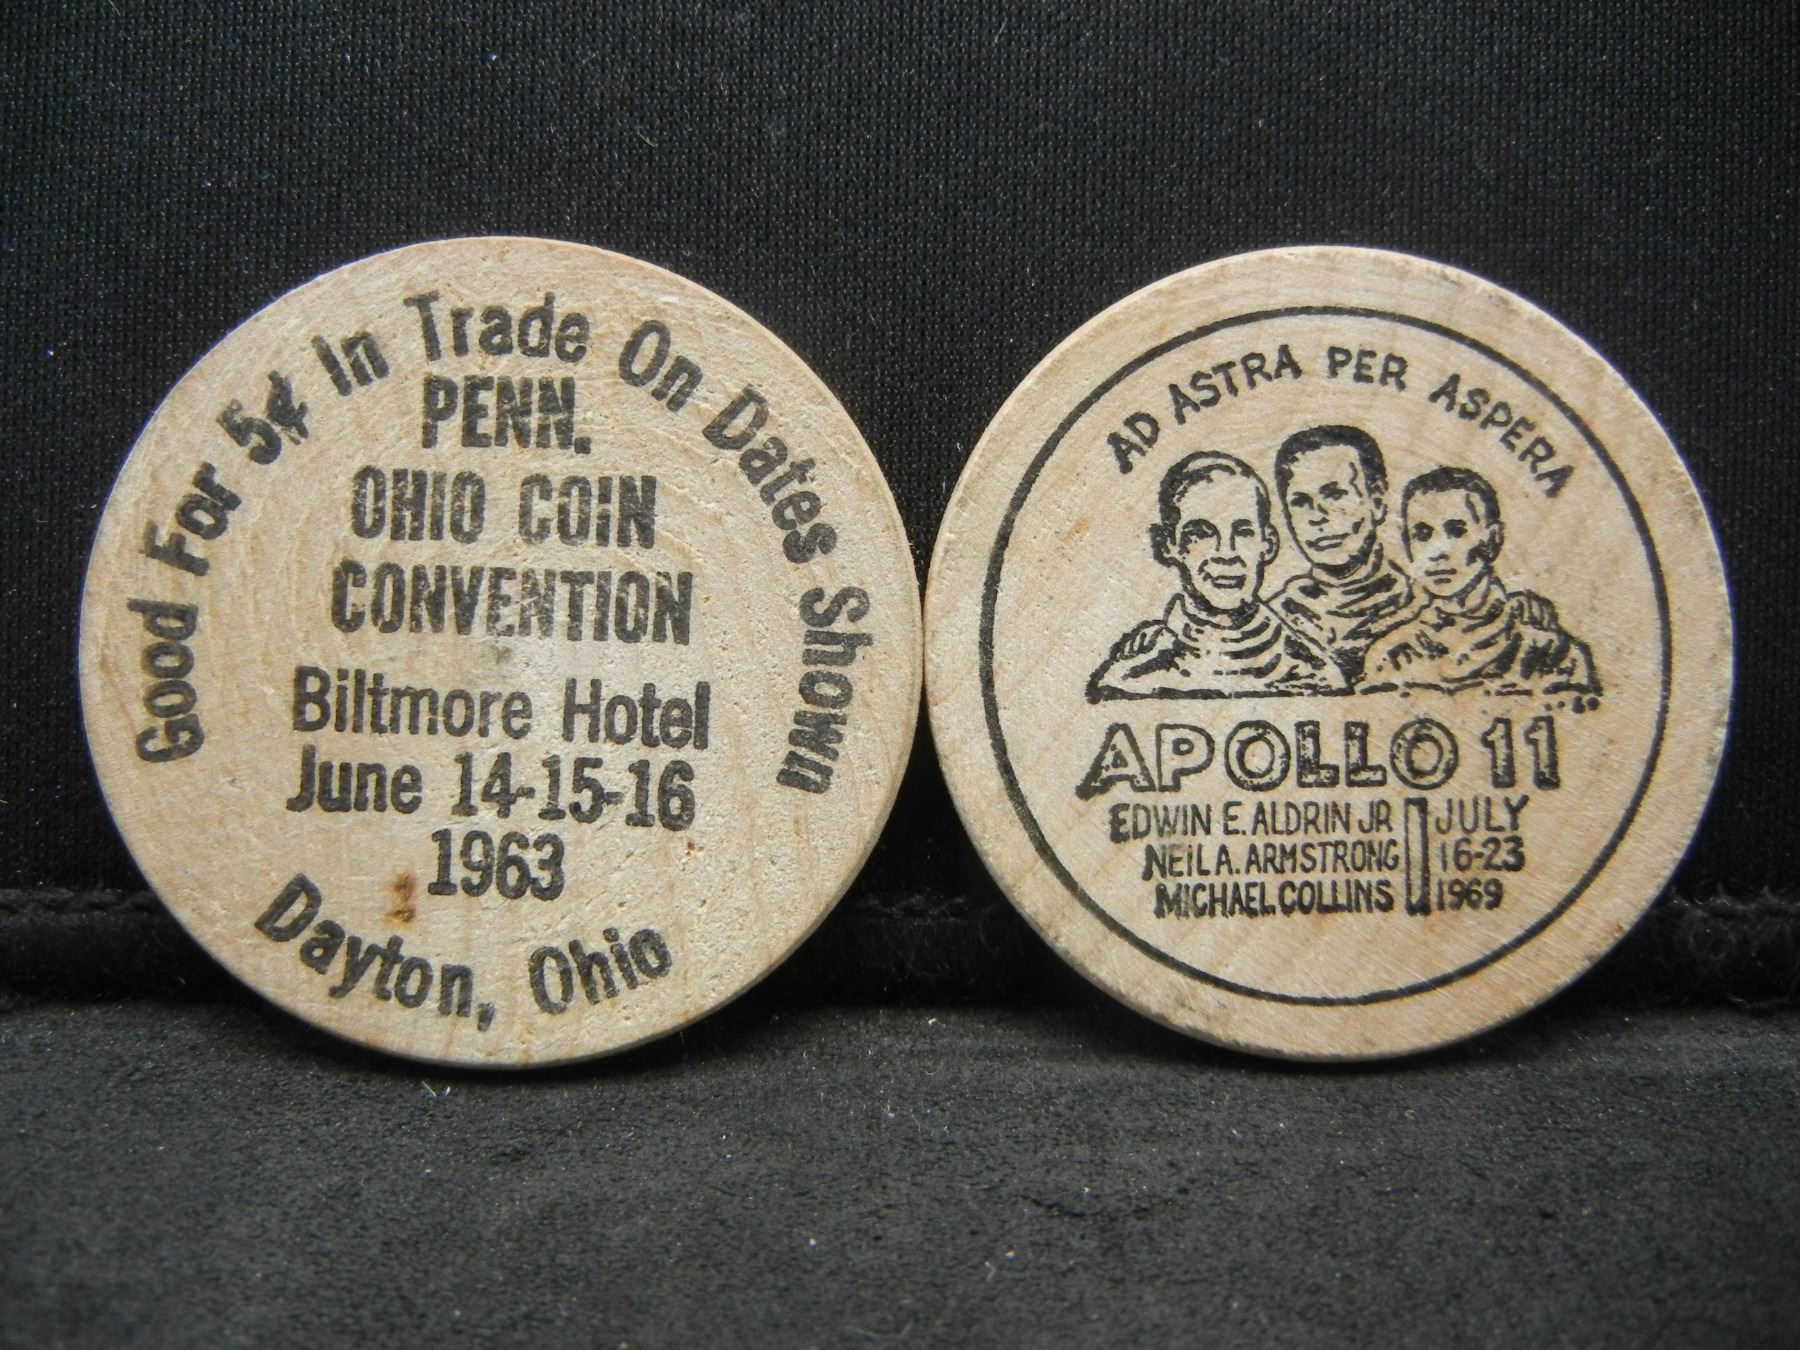 Good For 5¢ In Trade On Dates Shown
PENN.
OHIO COIN
CONVENTION
Biltmore Hotel
June 14-15-16
1963
Dayton, Ohio
AD ASTRA PER ASPERA
APOLLO 11
EDWIN E. ALDRIN JR
NEIL A. ARMSTRONG
MICHAEL COLLINS
JULY
16-23
1969